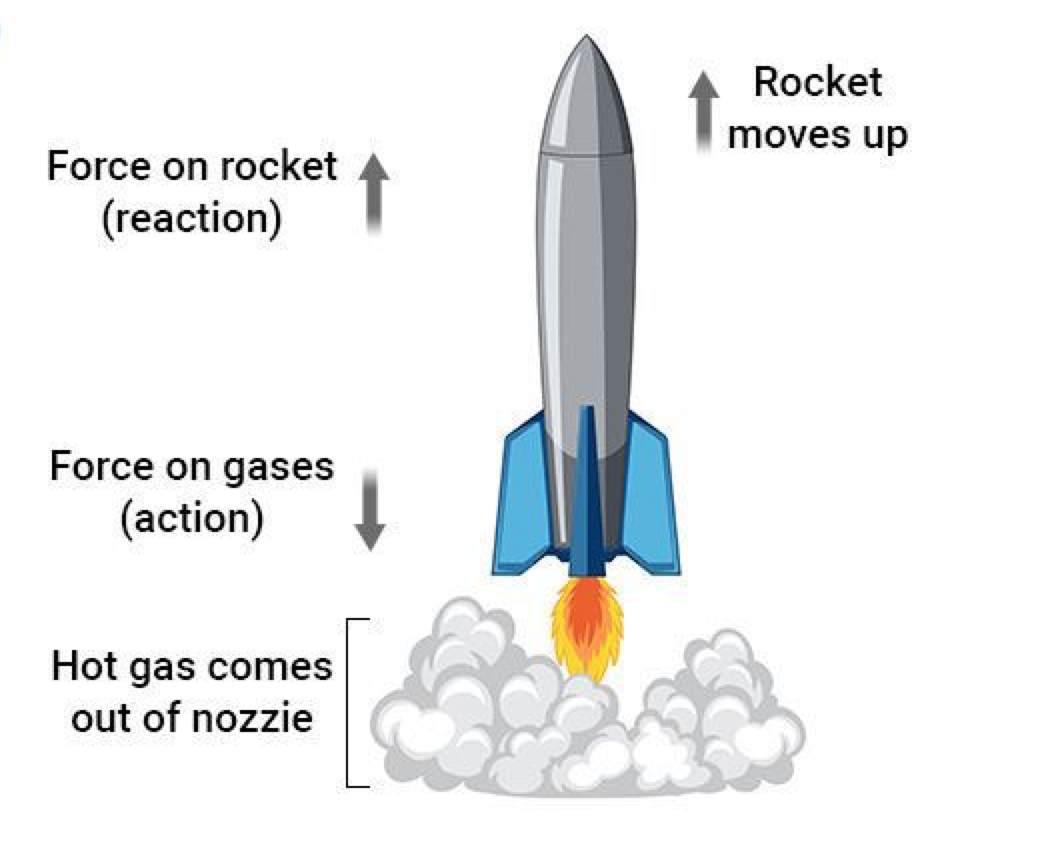 Rocket
moves up
Force on rocket
(reaction)
Force on gases
(action)
Hot gas comes
out of nozzie